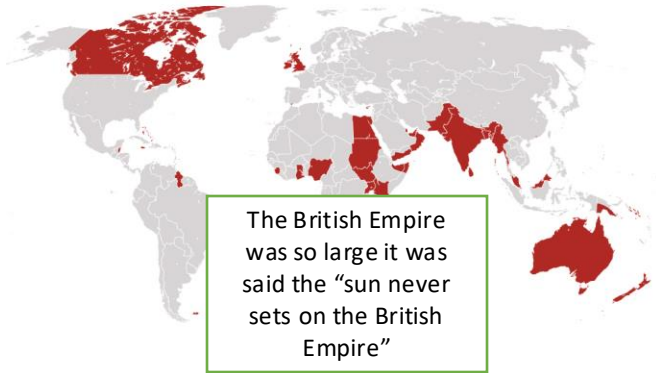 The British Empire
was so large it was
said the “sun never
sets on the British
Empire”